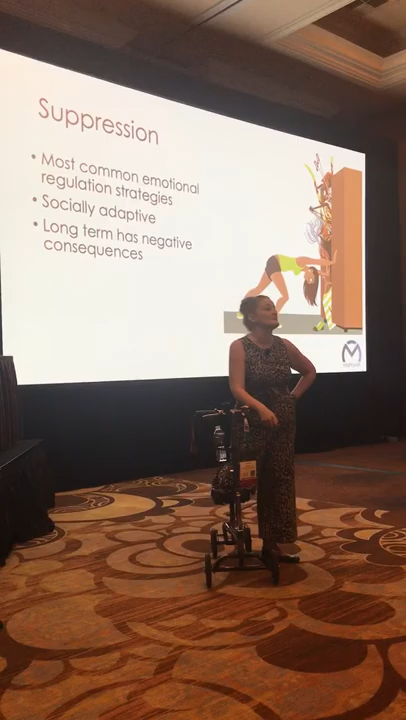 Suppression
• Most common emotional
regulation strategies
• Socially adaptive
• Long term has negative
consequences
M